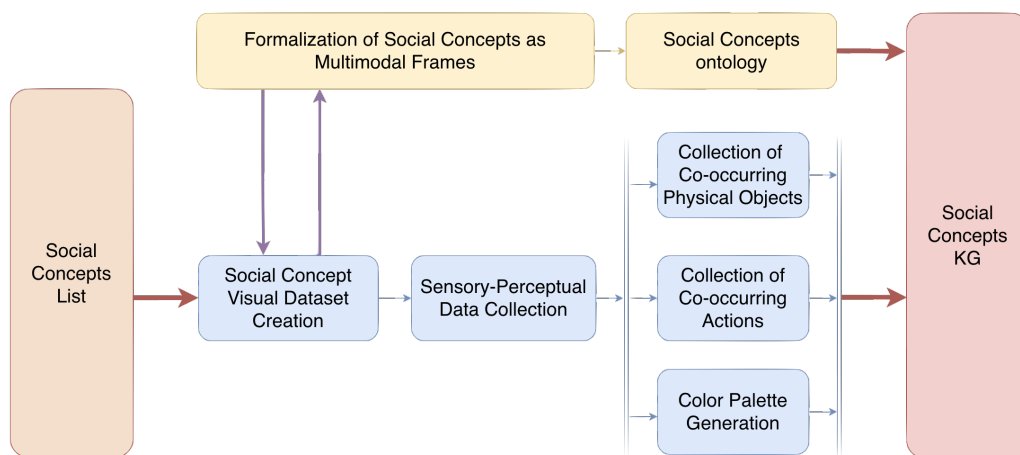 Formalization of Social Concepts as
Multimodal Frames
Social Concepts
ontology
Social
Concepts
List
Social Concept
Visual Dataset
Creation
Sensory-Perceptual
Data Collection
Collection of
Co-occurring
Physical Objects
Collection of
Co-occurring
Actions
Color Palette
Generation
Social
Concepts
KG